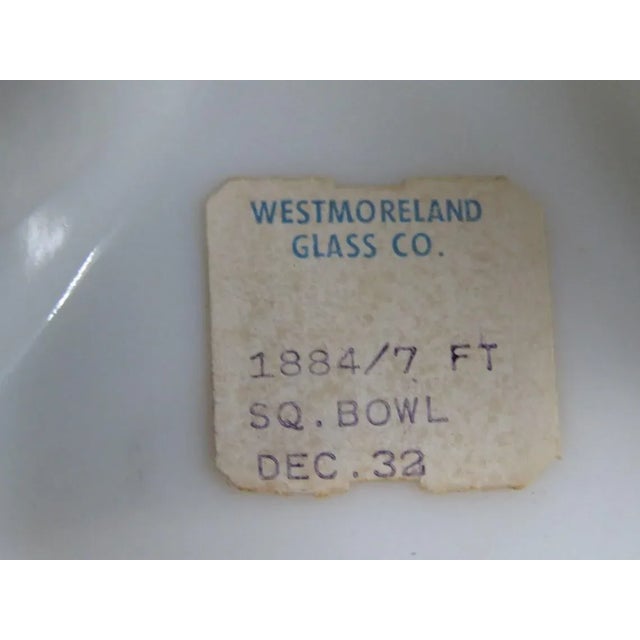 WESTMORELAND
GLASS CO.
1884/7 FT
SQ.BOWL
DEC.32